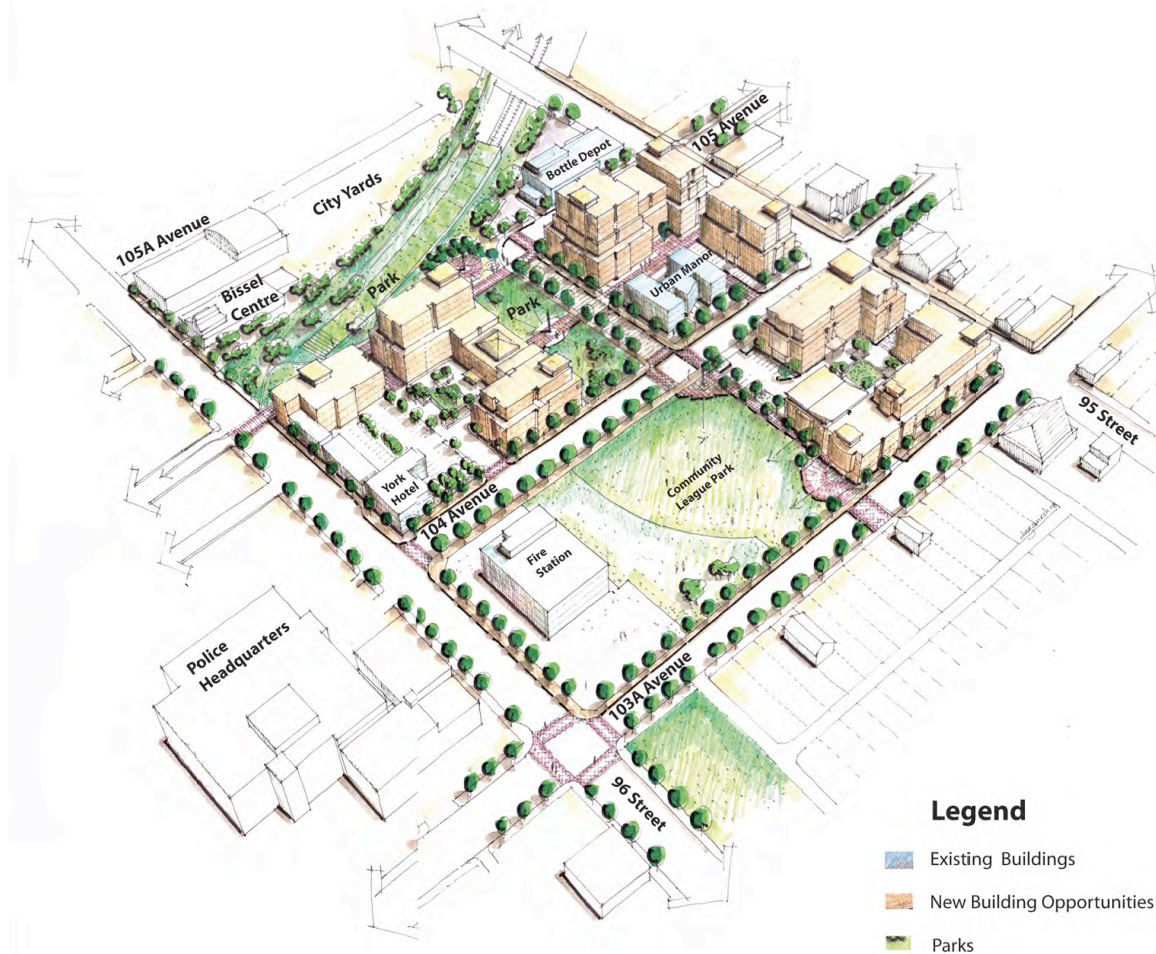 105 Avenue
Bottle Depot
City Yards
105A Avenue
Bissel
Centre
Park
Park
Urban Manor
95 Street
Community
League Park
York
Hotel
104 Avenue
Fire
Station
Police
Headquarters
103A Avenue
96 Street
Legend
Existing Buildings
New Building Opportunities
Parks